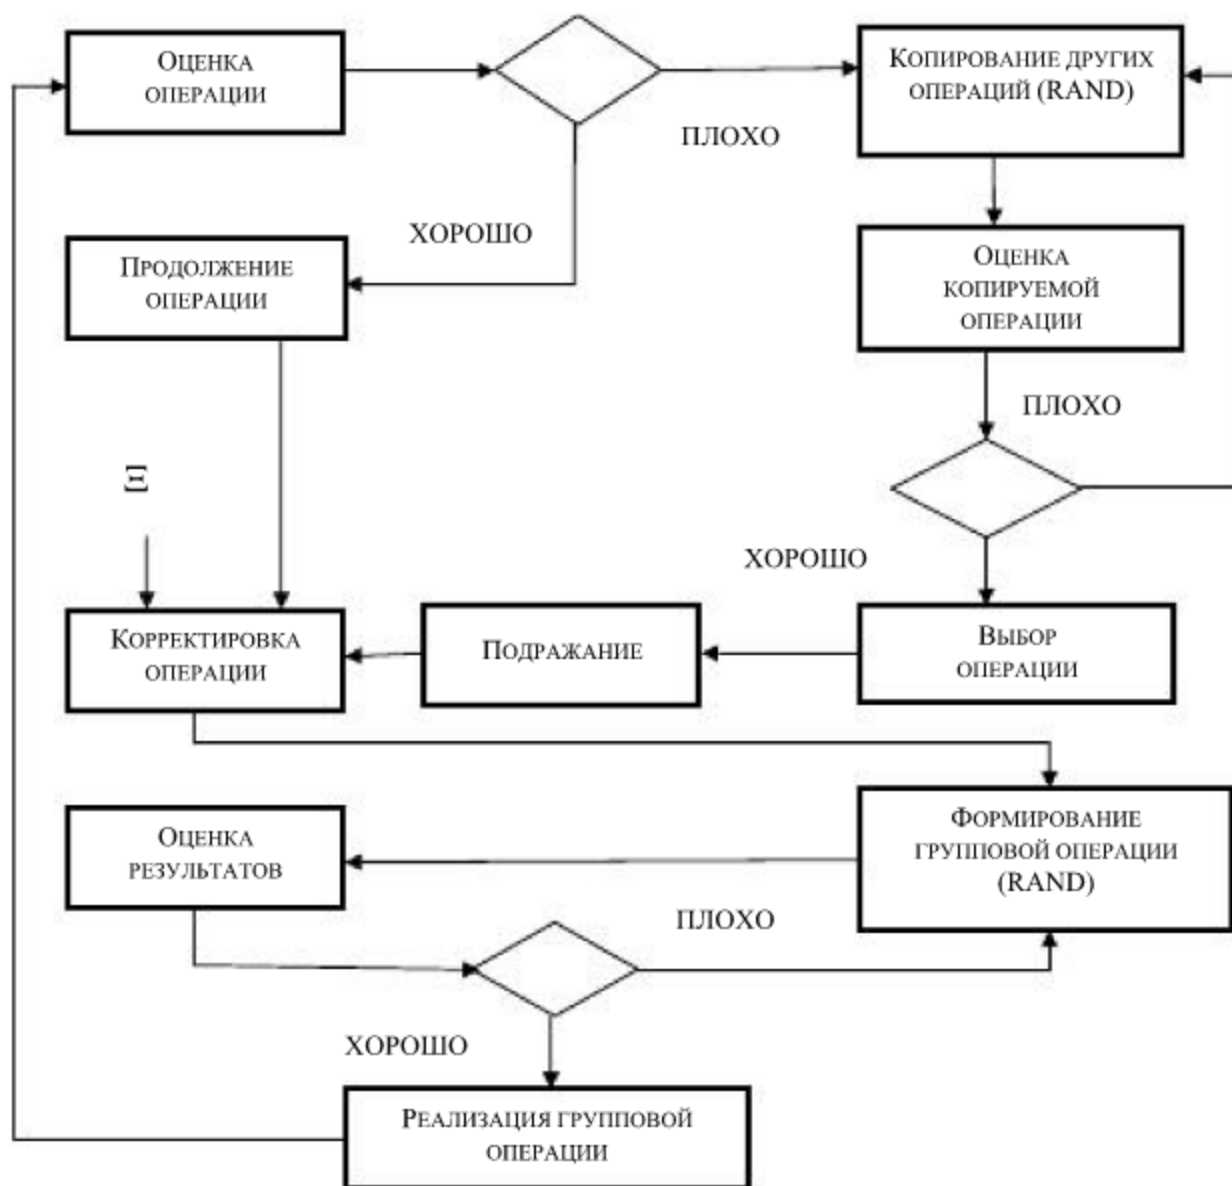 ОЦЕНКА
ОПЕРАЦИИ
КОПИРОВАНИЕ ДРУГИХ
ОПЕРАЦИЙ (RAND)
ПЛОХО
ХОРОШО
ПРОДОЛЖЕНИЕ
ОПЕРАЦИИ
ОЦЕНКА
КОПИРУЕМОЙ
ОПЕРАЦИИ
ПЛОХО
Ξ
ХОРОШО
КОРРЕКТИРОВКА
ОПЕРАЦИИ
ПОДРАЖАНИЕ
ВЫБОР
ОПЕРАЦИИ
ОЦЕНКА
РЕЗУЛЬТАТОВ
ФОРМИРОВАНИЕ
ГРУППОВОЙ ОПЕРАЦИИ
(RAND)
ПЛОХО
ХОРОШО
РЕАЛИЗАЦИЯ ГРУППОВОЙ
ОПЕРАЦИИ